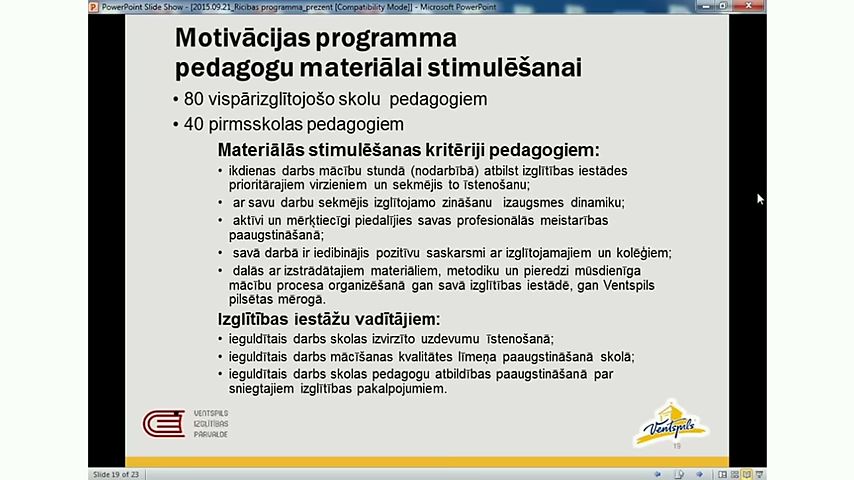 PowerPoint Slide Show - [2015.09.21_Ricibas programma_prezent [Compatibility Mode]] - Microsoft PowerPoint
Motivācijas programma
pedagogu materiālai stimulēšanai
• 80 vispārizglītojošo skolu pedagogiem
• 40 pirmsskolas pedagogiem
Materiālās stimulēšanas kritēriji pedagogiem:
• ikdienas darbs mācību stundā (nodarbībā) atbilst izglītības iestādes
prioritārajiem virzieniem un sekmējis to īstenošanu;
• ar savu darbu sekmējis izglītojamo zināšanu izaugsmes dinamiku;
• aktīvi un mērķtiecīgi piedalījies savas profesionālās meistarības
paaugstināšanā;
• savā darbā ir iedibinājis pozitīvu saskarsmi ar izglītojamajiem un kolēģiem;
• dalās ar izstrādātajiem materiāliem, metodiku un pieredzi mūsdienīga
mācību procesa organizēšanā gan savā izglītības iestādē, gan Ventspils
pilsētas mērogā.
Izglītības iestāžu vadītājiem:
• ieguldītais darbs skolas izvirzīto uzdevumu īstenošanā;
• ieguldītais darbs mācīšanas kvalitātes līmeņa paaugstināšanā skolā;
• ieguldītais darbs skolas pedagogu atbildības paaugstināšanā par
sniegtajiem izglītības pakalpojumiem.
VENTSPILS
IZGLĪTĪBAS
PĀRVALDE
Ventspils
19
Slide 19 of 23